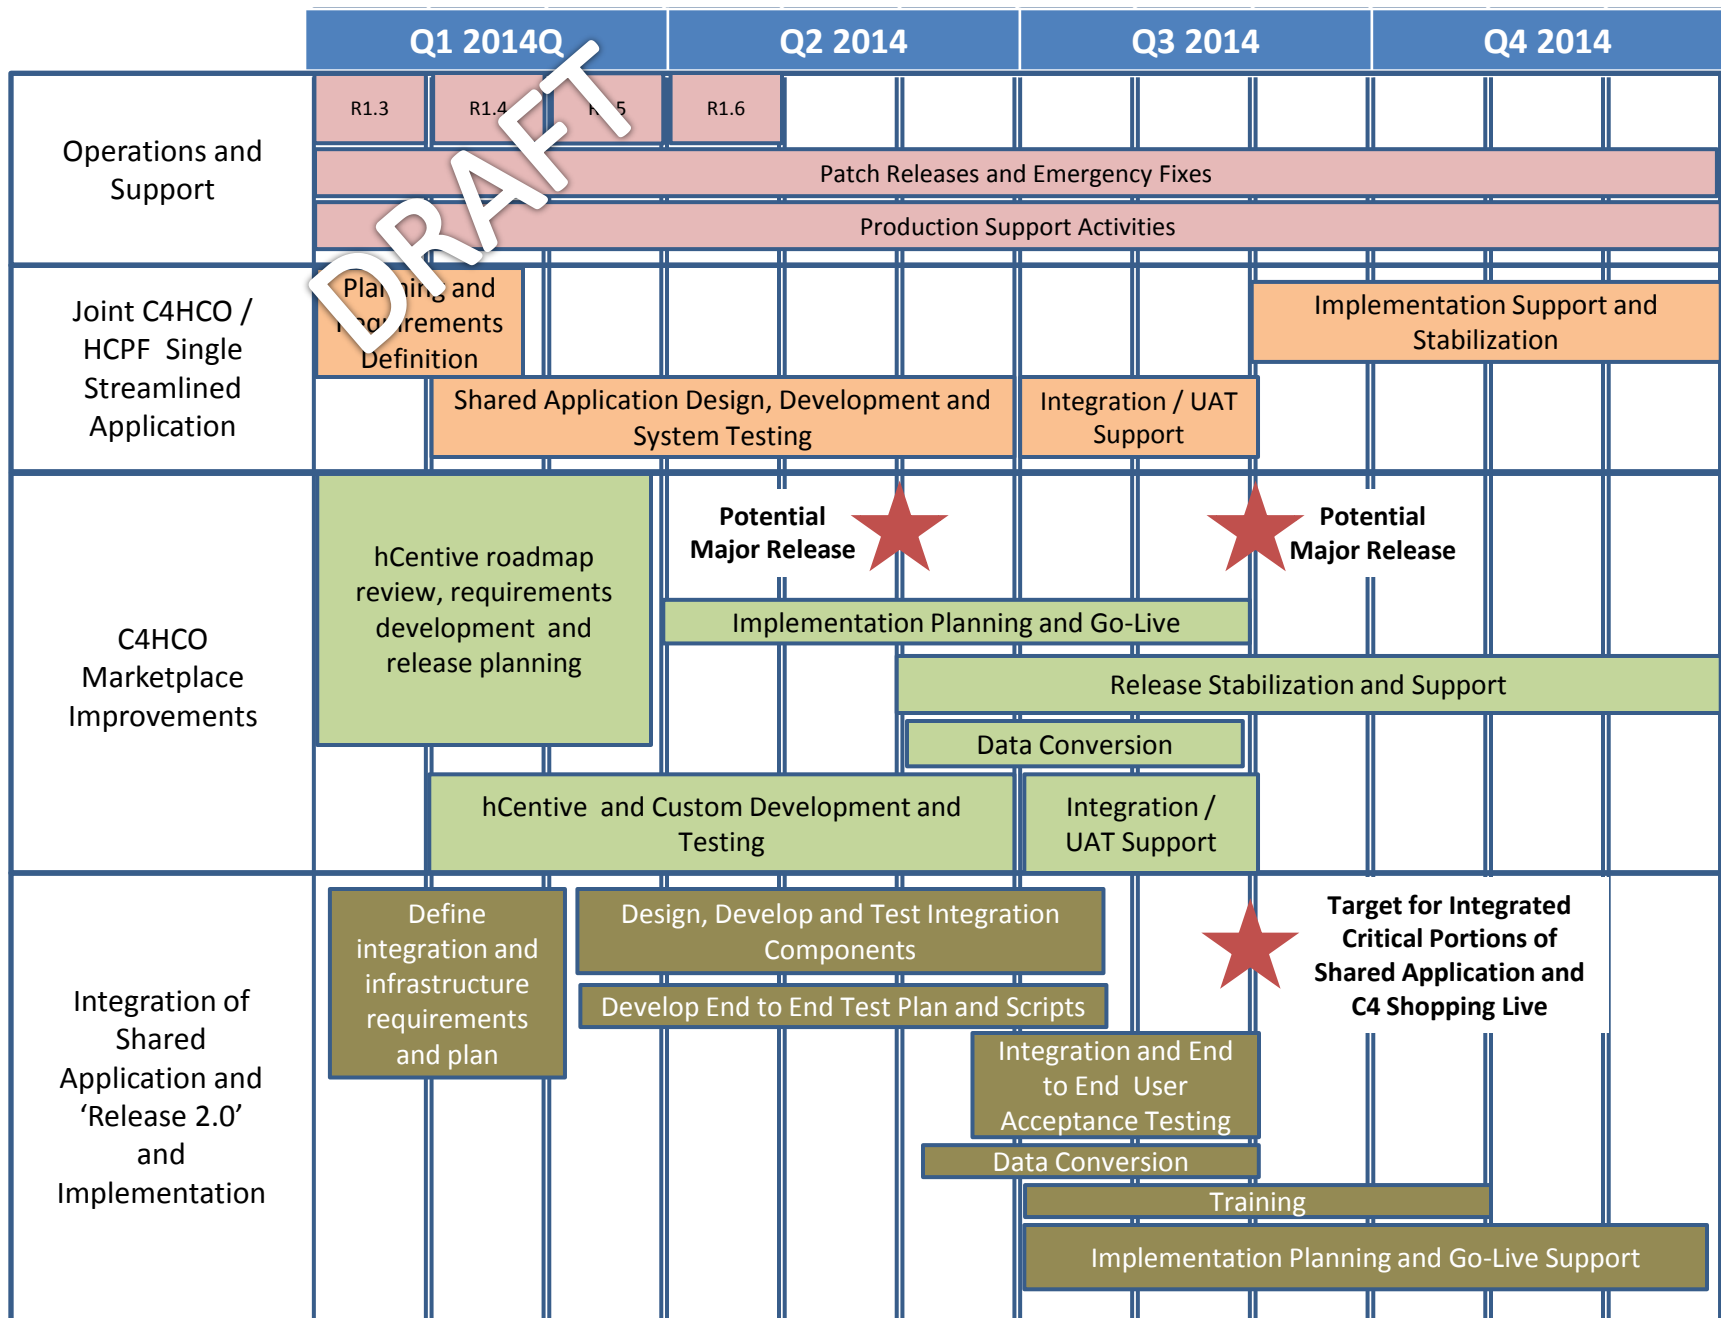 Q1 2014Q
Q2 2014
Q3 2014
Q4 2014
DRAFT
Operations and
Support
R1.3
R1.4
R1.6
Patch Releases and Emergency Fixes
Production Support Activities
Joint C4HCO /
HCPF Single
Streamlined
Application
Planning and
Requirements
Definition
Implementation Support and
Stabilization
Shared Application Design, Development and
System Testing
Integration / UAT
Support
C4HCO
Marketplace
Improvements
hCentive roadmap
review, requirements
development and
release planning
Potential
Major Release
Potential
Major Release
Implementation Planning and Go-Live
Release Stabilization and Support
Data Conversion
hCentive and Custom Development and
Testing
Integration /
UAT Support
Integration of
Shared
Application and
‘Release 2.0’
and
Implementation
Define
integration and
infrastructure
requirements
and plan
Design, Develop and Test Integration
Components
Develop End to End Test Plan and Scripts
Integration and End
to End User
Acceptance Testing
Data Conversion
Training
Implementation Planning and Go-Live Support
Target for Integrated
Critical Portions of
Shared Application and
C4 Shopping Live